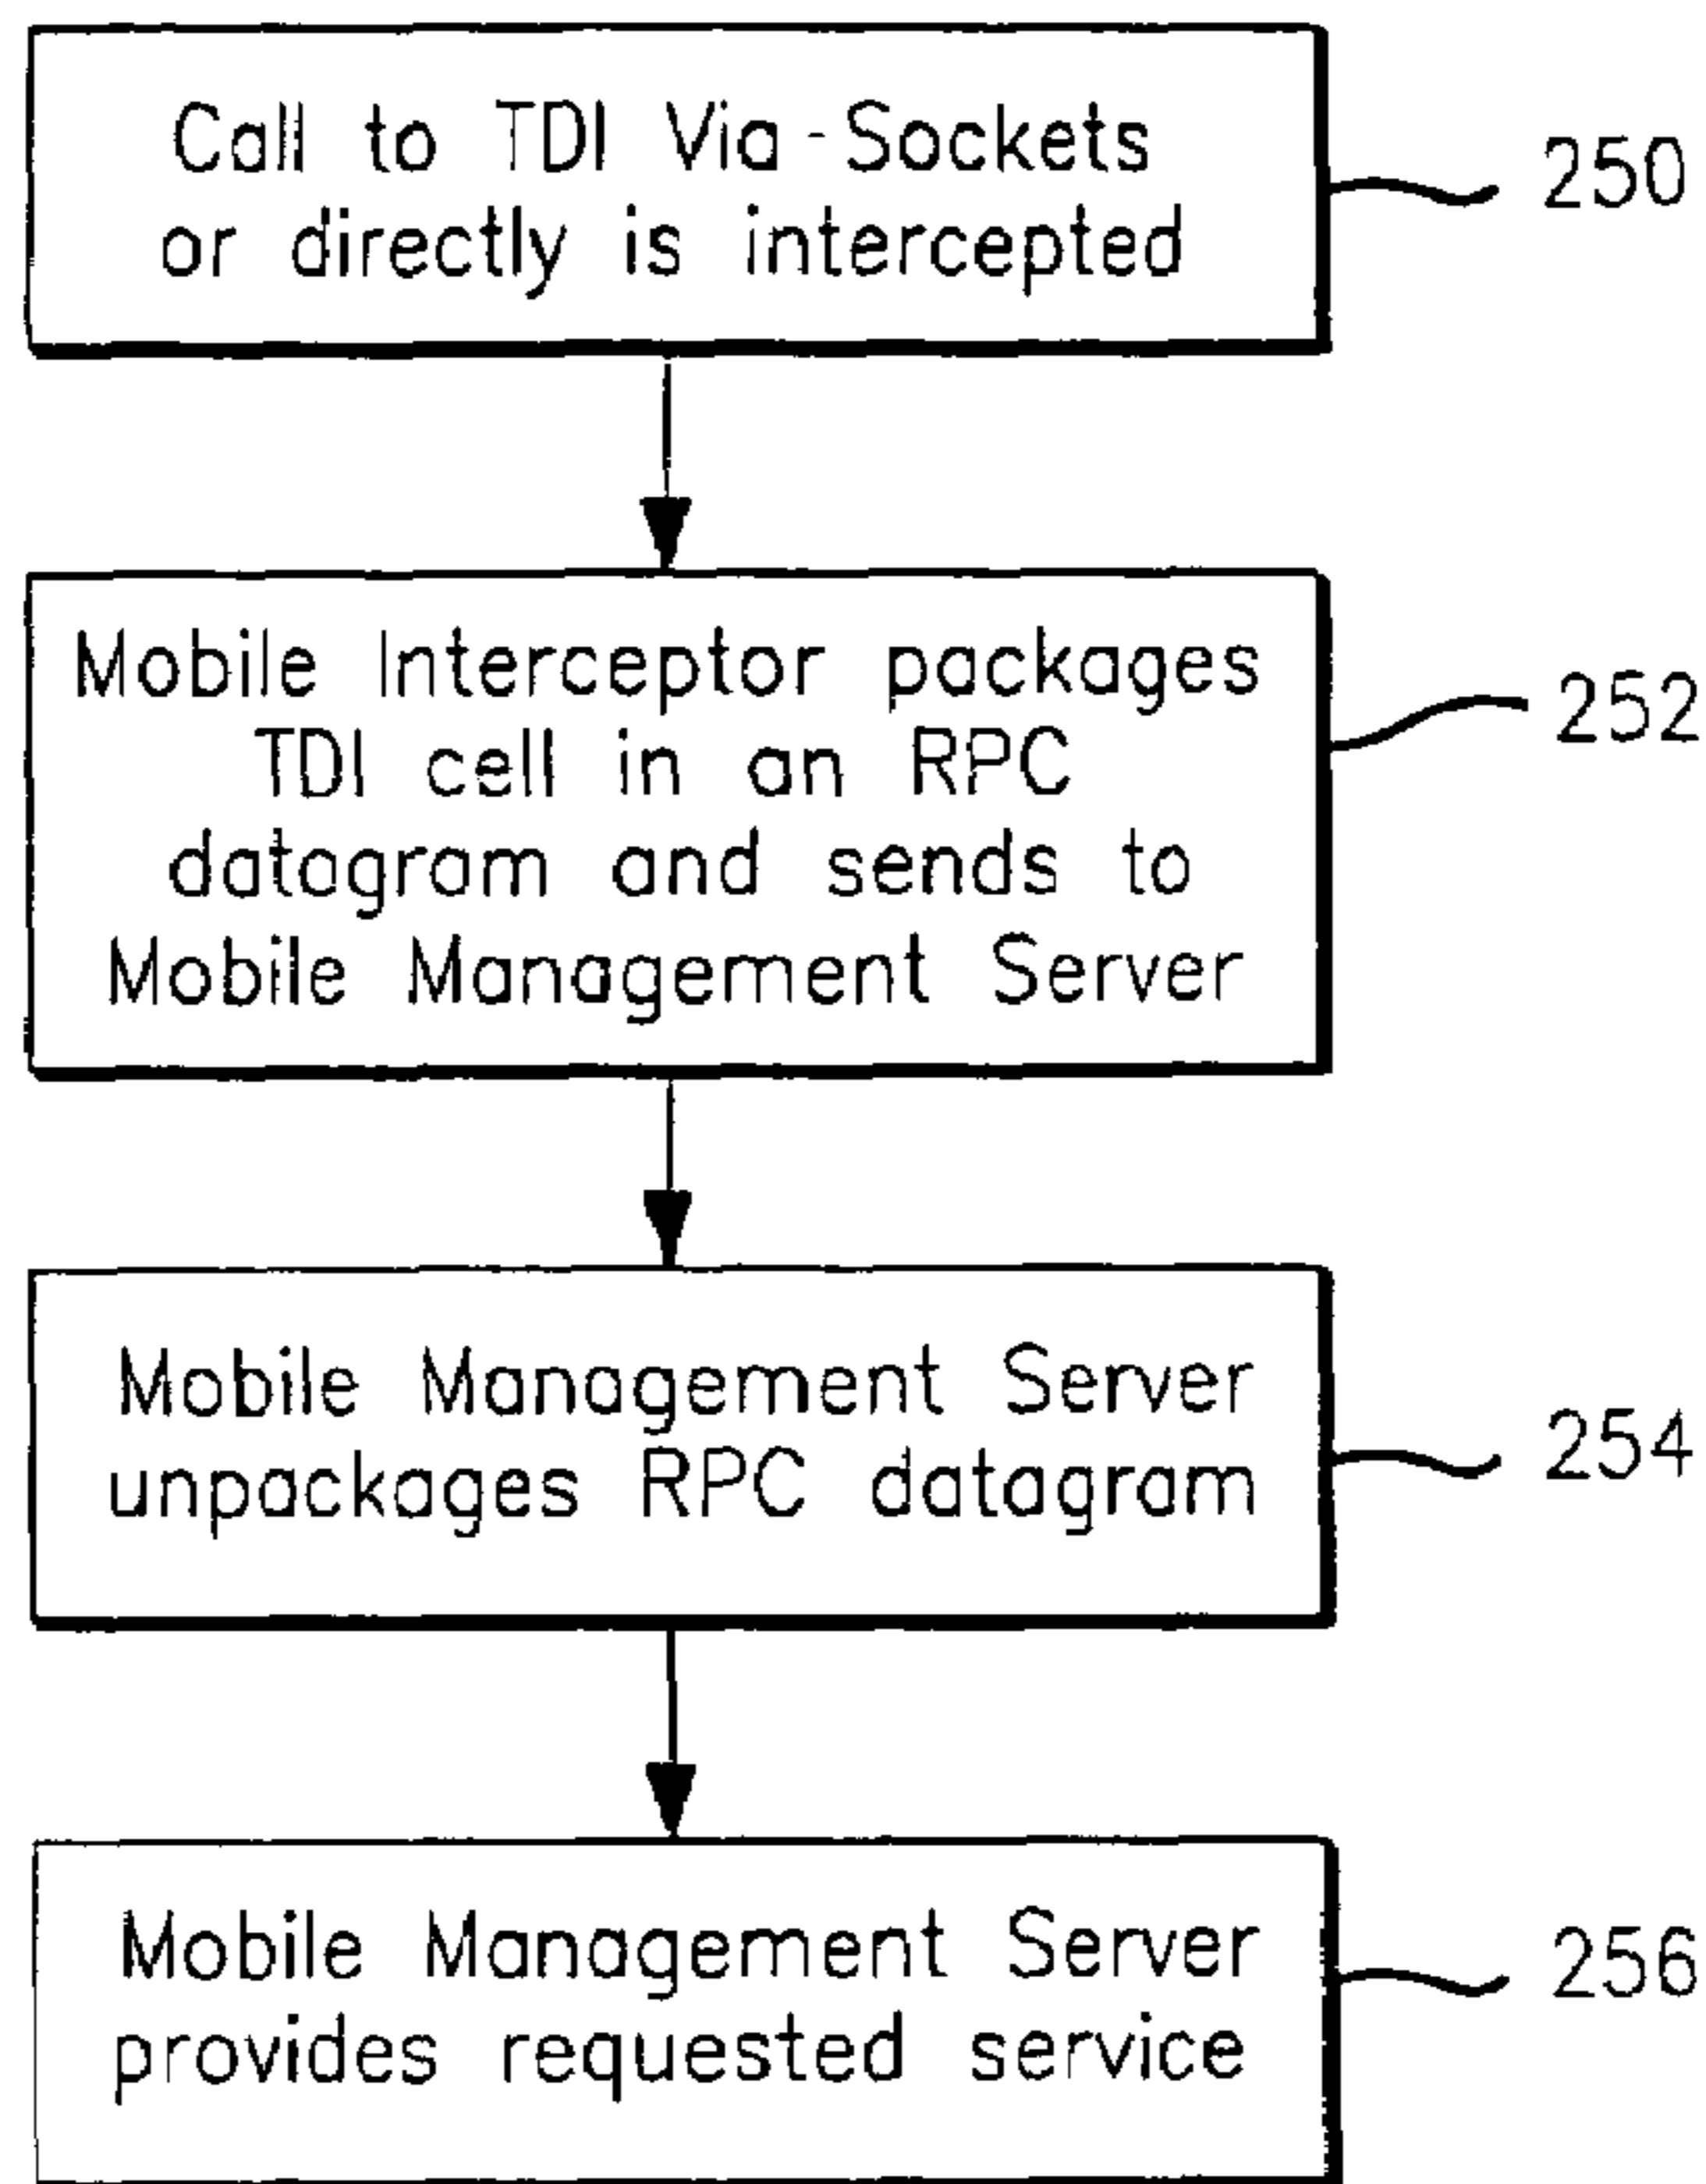 Call to TDI Via-Sockets
or directly is intercepted
250
Mobile Interceptor packages
TDI cell in an RPC
datagram and sends to
Mobile Management Server
252
Mobile Management Server
unpackages RPC datagram
254
Mobile Management Server
provides requested service
256